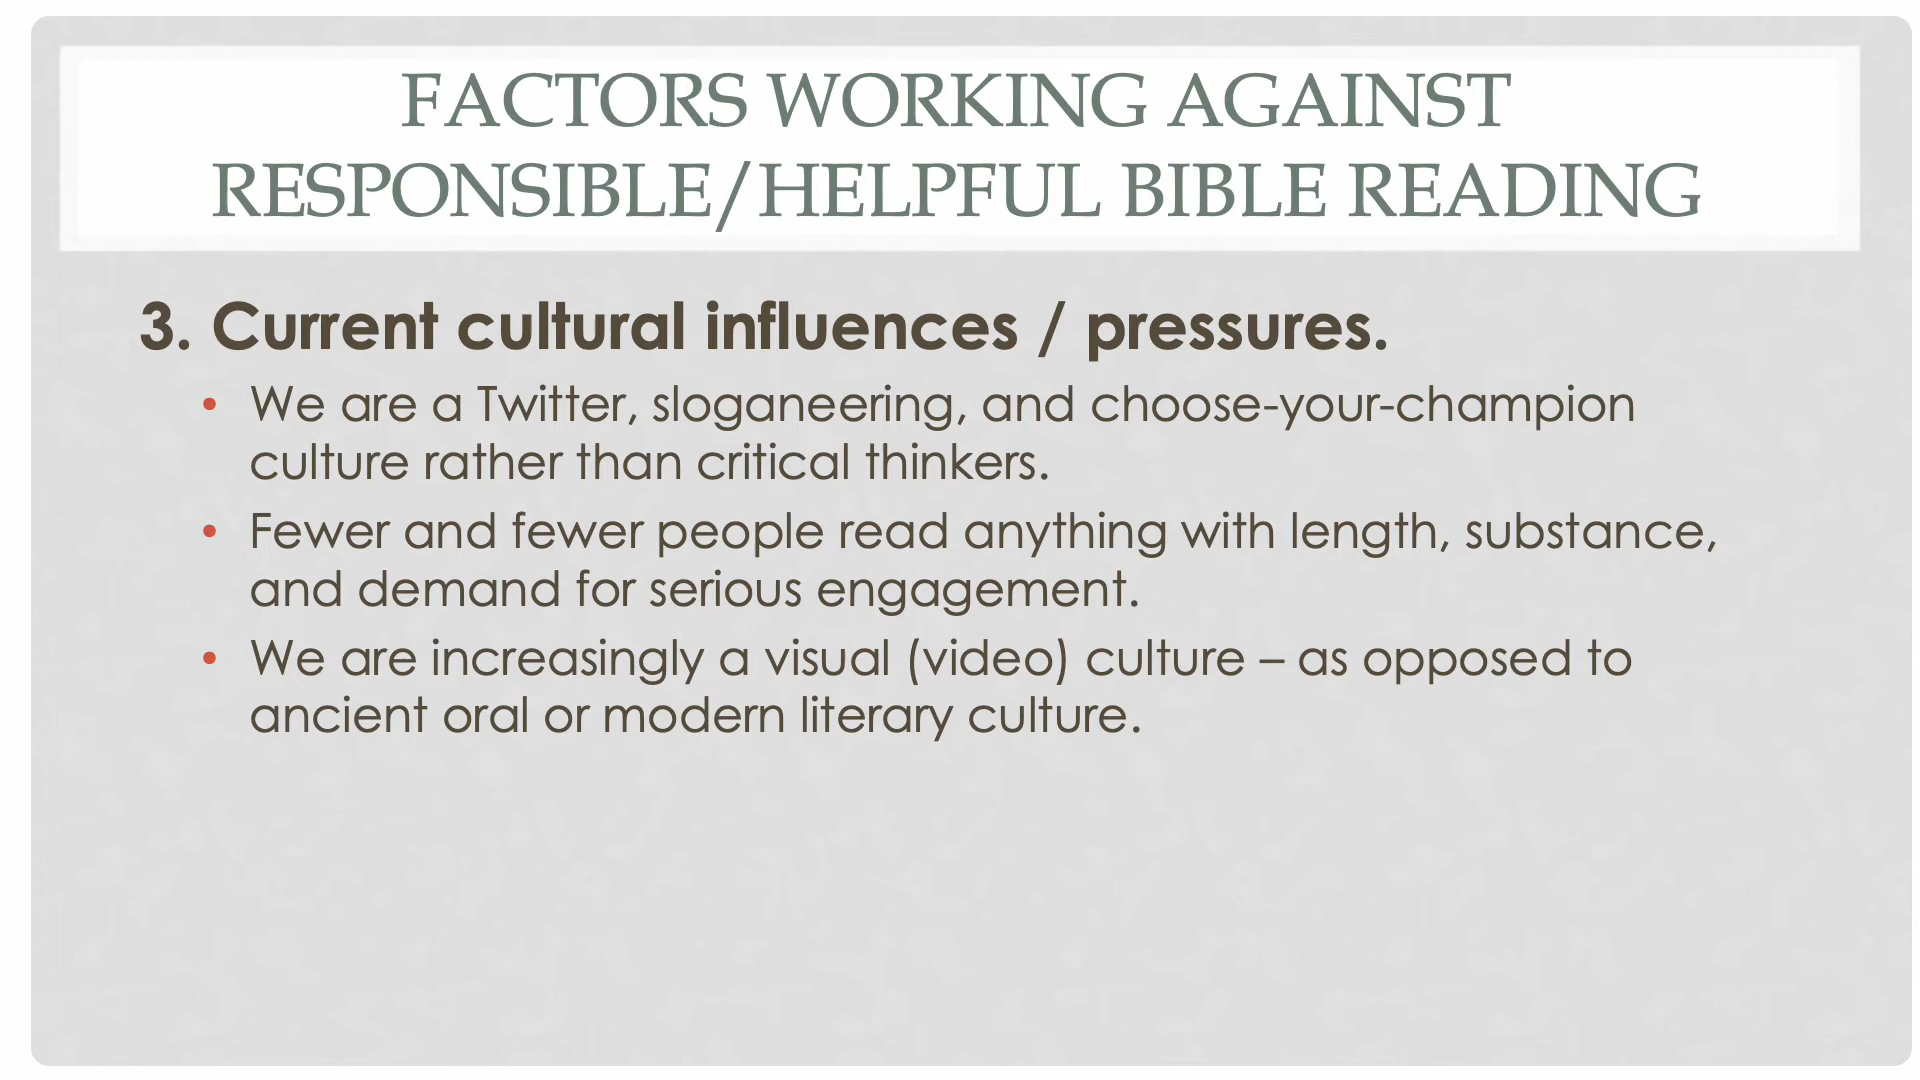 FACTORS WORKING AGAINST
RESPONSIBLE/HELPFUL BIBLE READING
3. Current cultural influences / pressures.
• We are a Twitter, sloganeering, and choose-your-champion
culture rather than critical thinkers.
• Fewer and fewer people read anything with length, substance,
and demand for serious engagement.
• We are increasingly a visual (video) culture – as opposed to
ancient oral or modern literary culture.